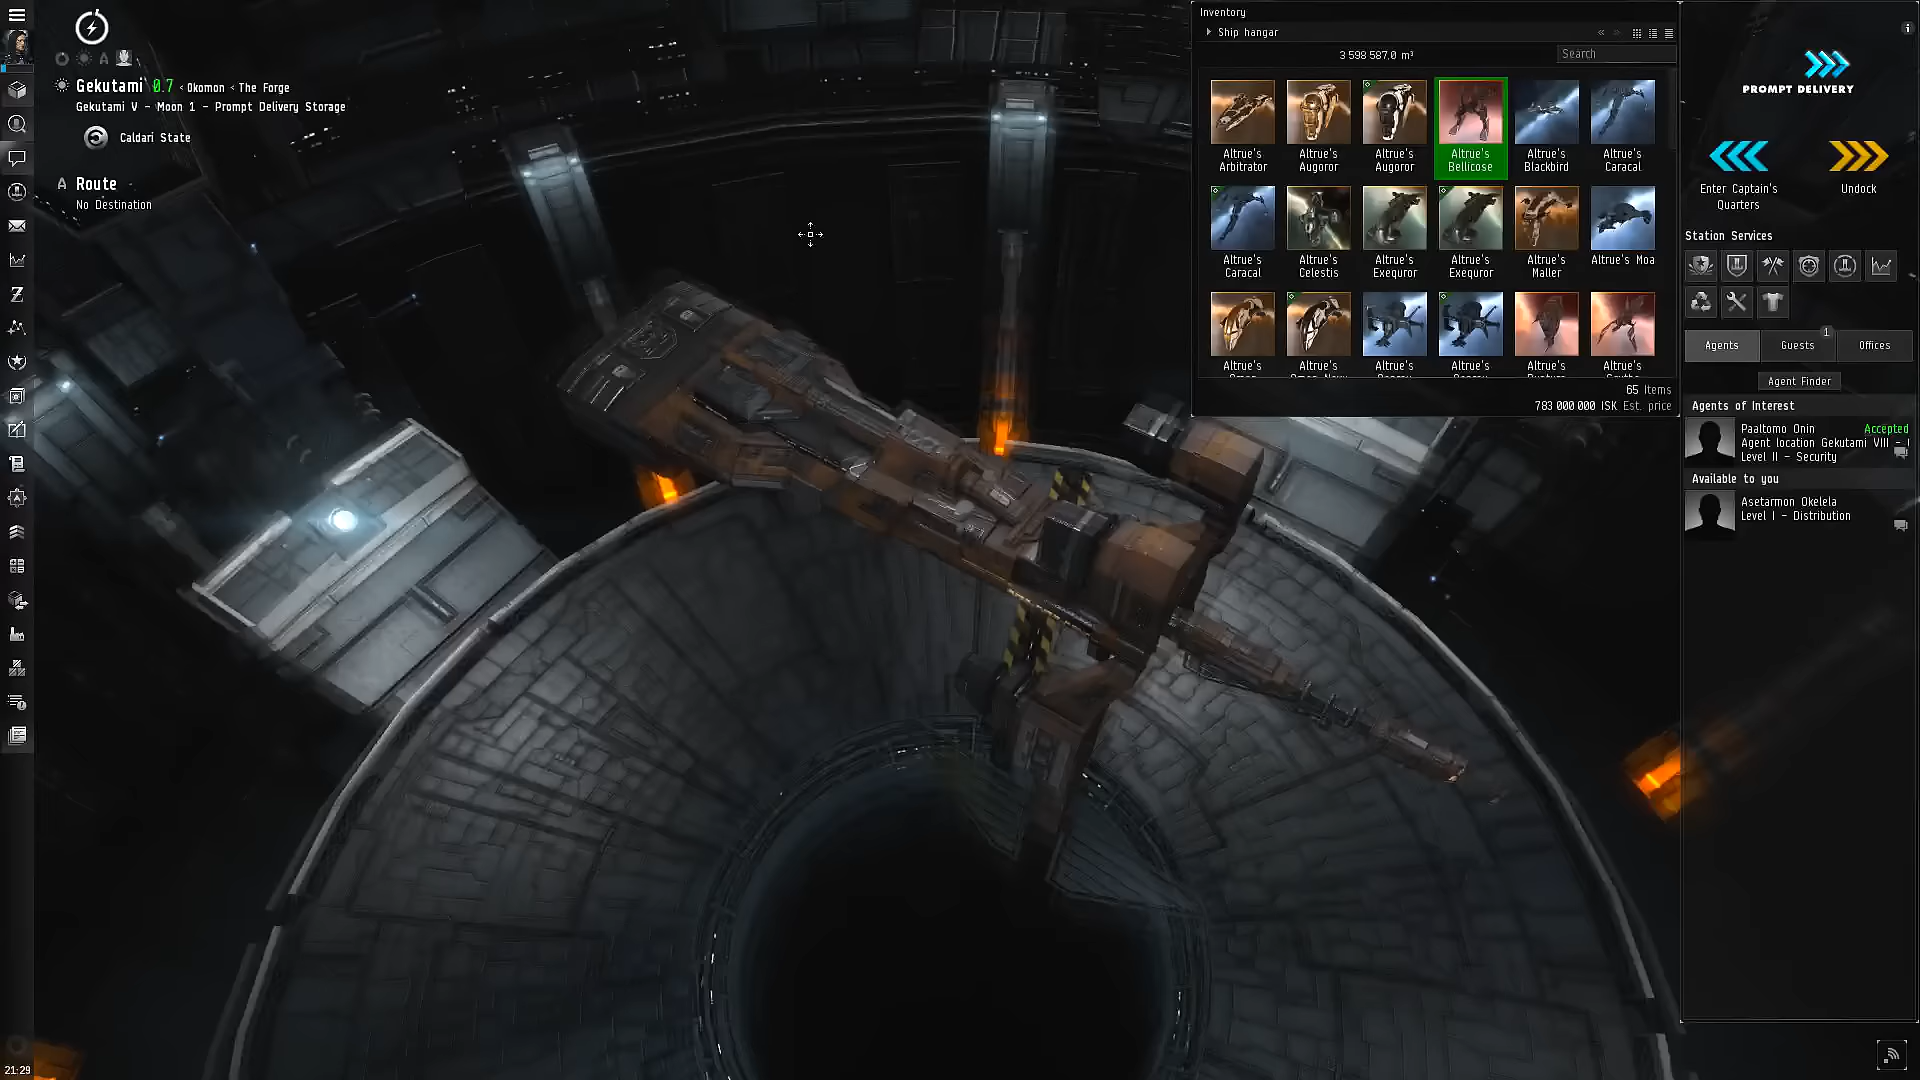 Gekutami 0.7 < Okomon < The Forge
Gekutami V - Moon 1 - Prompt Delivery Storage
Caldari State
Route
No Destination
21:29
Inventory
Ship hangar
3 598 587,0 m³
Search
Altrue's Arbitrator
Altrue's Augoror
Altrue's Augoror
Altrue's Bellicose
Altrue's Blackbird
Altrue's Caracal
Altrue's Caracal
Altrue's Celestis
Altrue's Exequror
Altrue's Exequror
Altrue's Maller
Altrue's Moa
Altrue's
Altrue's
Altrue's
Altrue's
Altrue's
Altrue's
65 Items
783 000 000 ISK Est. price
PROMPT DELIVERY
Enter Captain's Quarters
Undock
Station Services
Agents
Guests
1
Offices
Agent Finder
Agents of Interest
Paaltomo Onin
Accepted
Agent location Gekutami VIII -
Level II - Security
Available to you
Asetarmon Okelela
Level I - Distribution